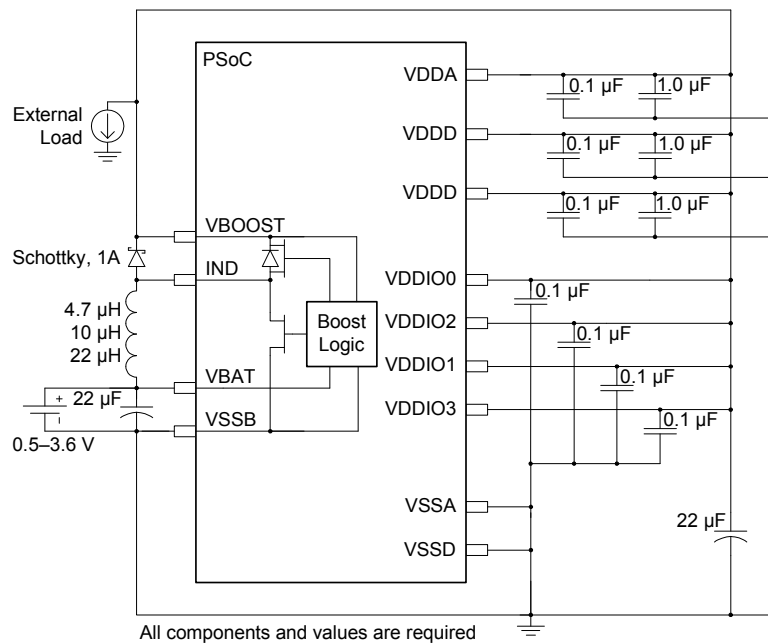 PSoC
VDDA
0.1 µF
1.0 µF
External
Load
VDDD
0.1 µF
1.0 µF
VDDD
0.1 µF
1.0 µF
VBOOST
Schottky, 1A
IND
VDDIO0
0.1 µF
4.7 µH
10 µH
22 µH
Boost
Logic
VDDIO2
0.1 µF
VDDIO1
0.1 µF
VBAT
22 µF
VDDIO3
0.1 µF
+
VSSB
0.5–3.6 V
VSSA
22 µF
VSSD
All components and values are required